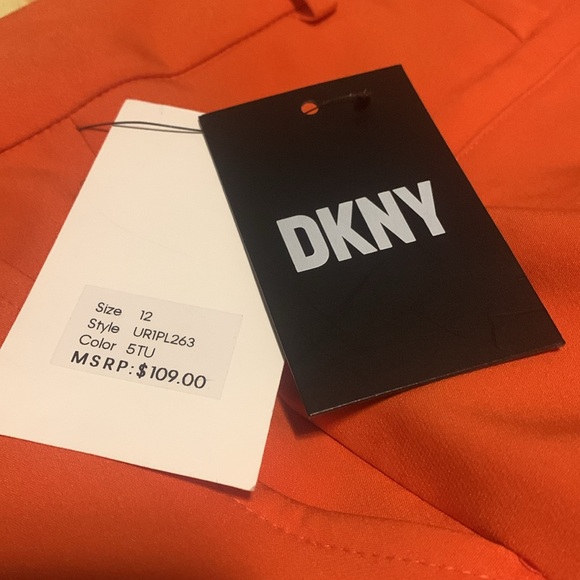 DKNY
Size 12
Style UR1PL263
Color 5TU
MSRP:$109.00